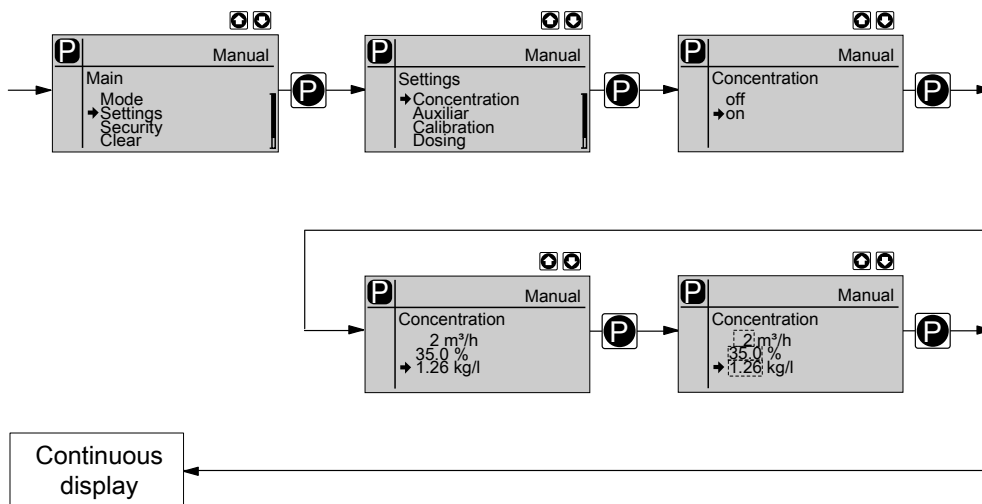 P
Manual
Main
Mode
Settings
Security
Clear
P
P
Manual
Settings
Concentration
Auxiliar
Calibration
Dosing
P
P
Manual
Concentration
off
on
P
P
Manual
Concentration
2 m³/h
35.0 %
1.26 kg/l
P
P
Manual
Concentration
2 m³/h
35.0 %
1.26 kg/l
P
Continuous
display